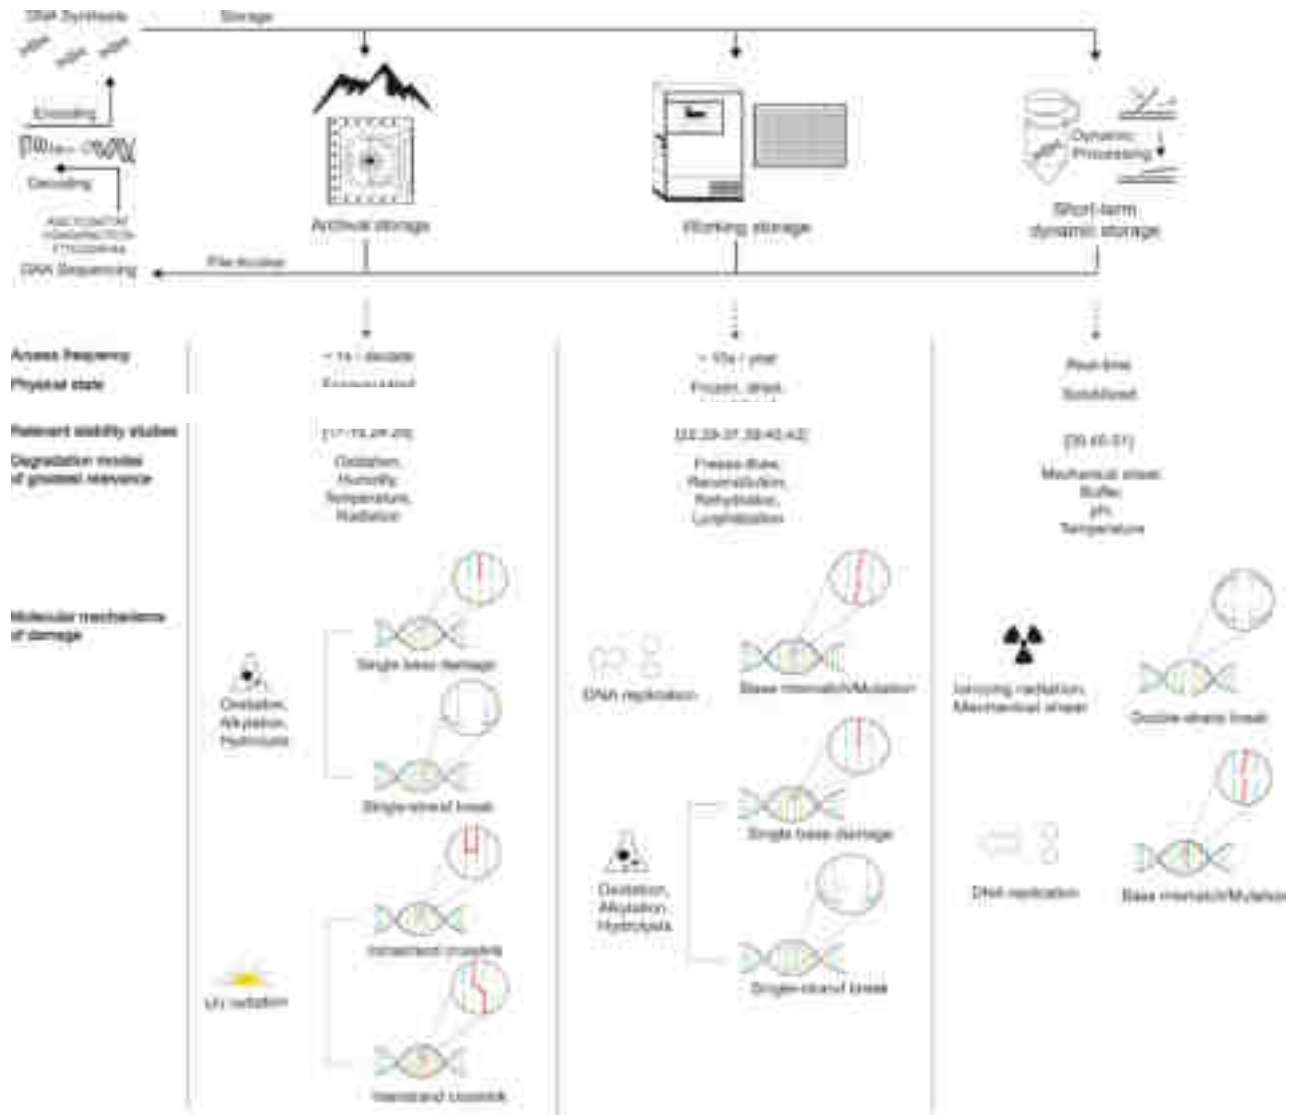 DNA Synthesis
Storage
Encoding
Decoding
DNA Sequencing
File Access
Archival storage
Working storage
Dynamic
Processing
Short-term
dynamic storage
Access frequency
Physical state
Relevant stability studies
Degradation modes
of greatest relevance
Molecular mechanisms
of damage
/ decade
Oxidation,
Humidity,
Temperature,
Radiation
Oxidation,
Alkylation,
Hydrolysis
Single base damage
Single-strand break
UV radiation
Intrastrand crosslink
Interstrand crosslink
/ year
Frozen, dried,
Freeze-thaw,
Reconstitution,
Rehydration,
Lyophilization
DNA replication
Base mismatch/Mutation
Oxidation,
Alkylation,
Hydrolysis
Single base damage
Single-strand break
Real-time
Solubilized
Mechanical shear,
Buffer,
pH,
Temperature
Ionizing radiation,
Mechanical shear
Double-strand break
DNA replication
Base mismatch/Mutation